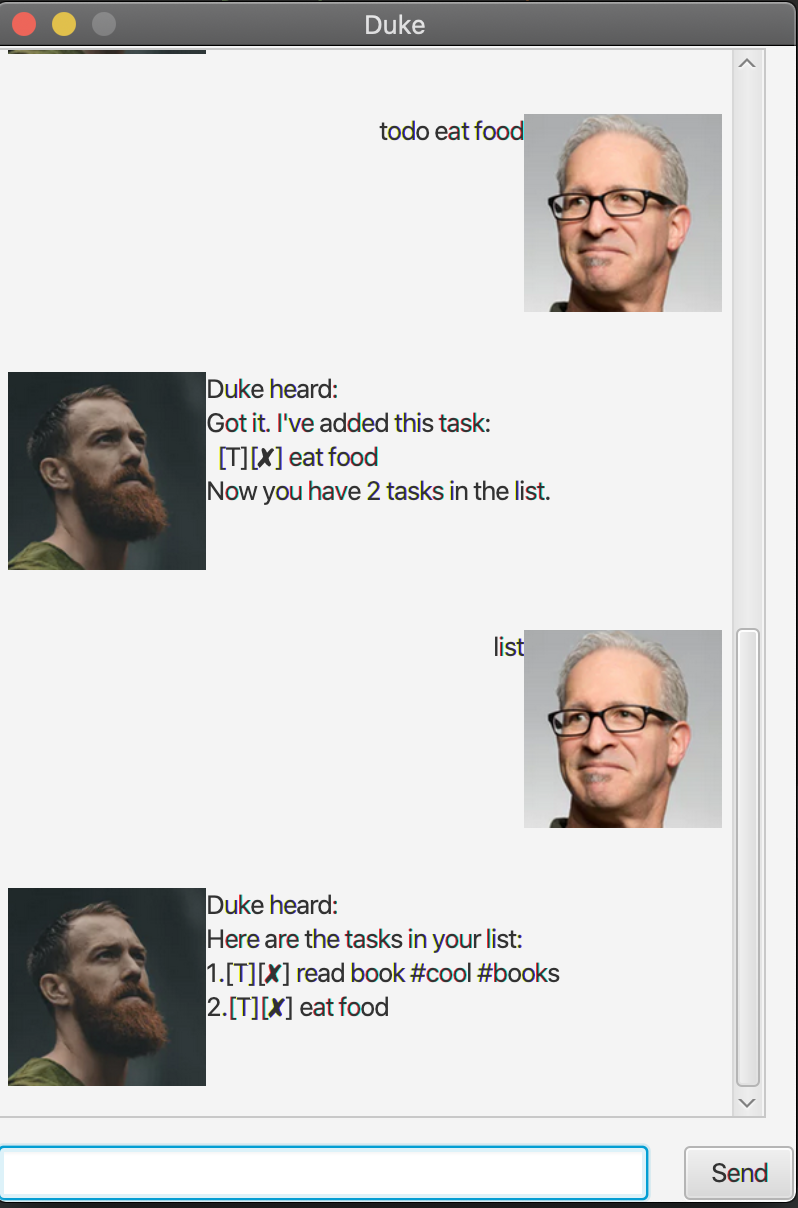 Duke
todo eat food
Duke heard:
Got it. I've added this task:
[T][✘] eat food
Now you have 2 tasks in the list.
list
Duke heard:
Here are the tasks in your list:
1.[T][✘] read book #cool #books
2.[T][✘] eat food
Send